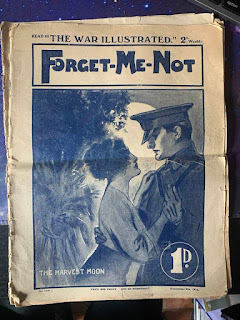 READ "THE WAR ILLUSTRATED." 2D Weekly
FORGET-ME-NOT
THE HARVEST MOON
1D.